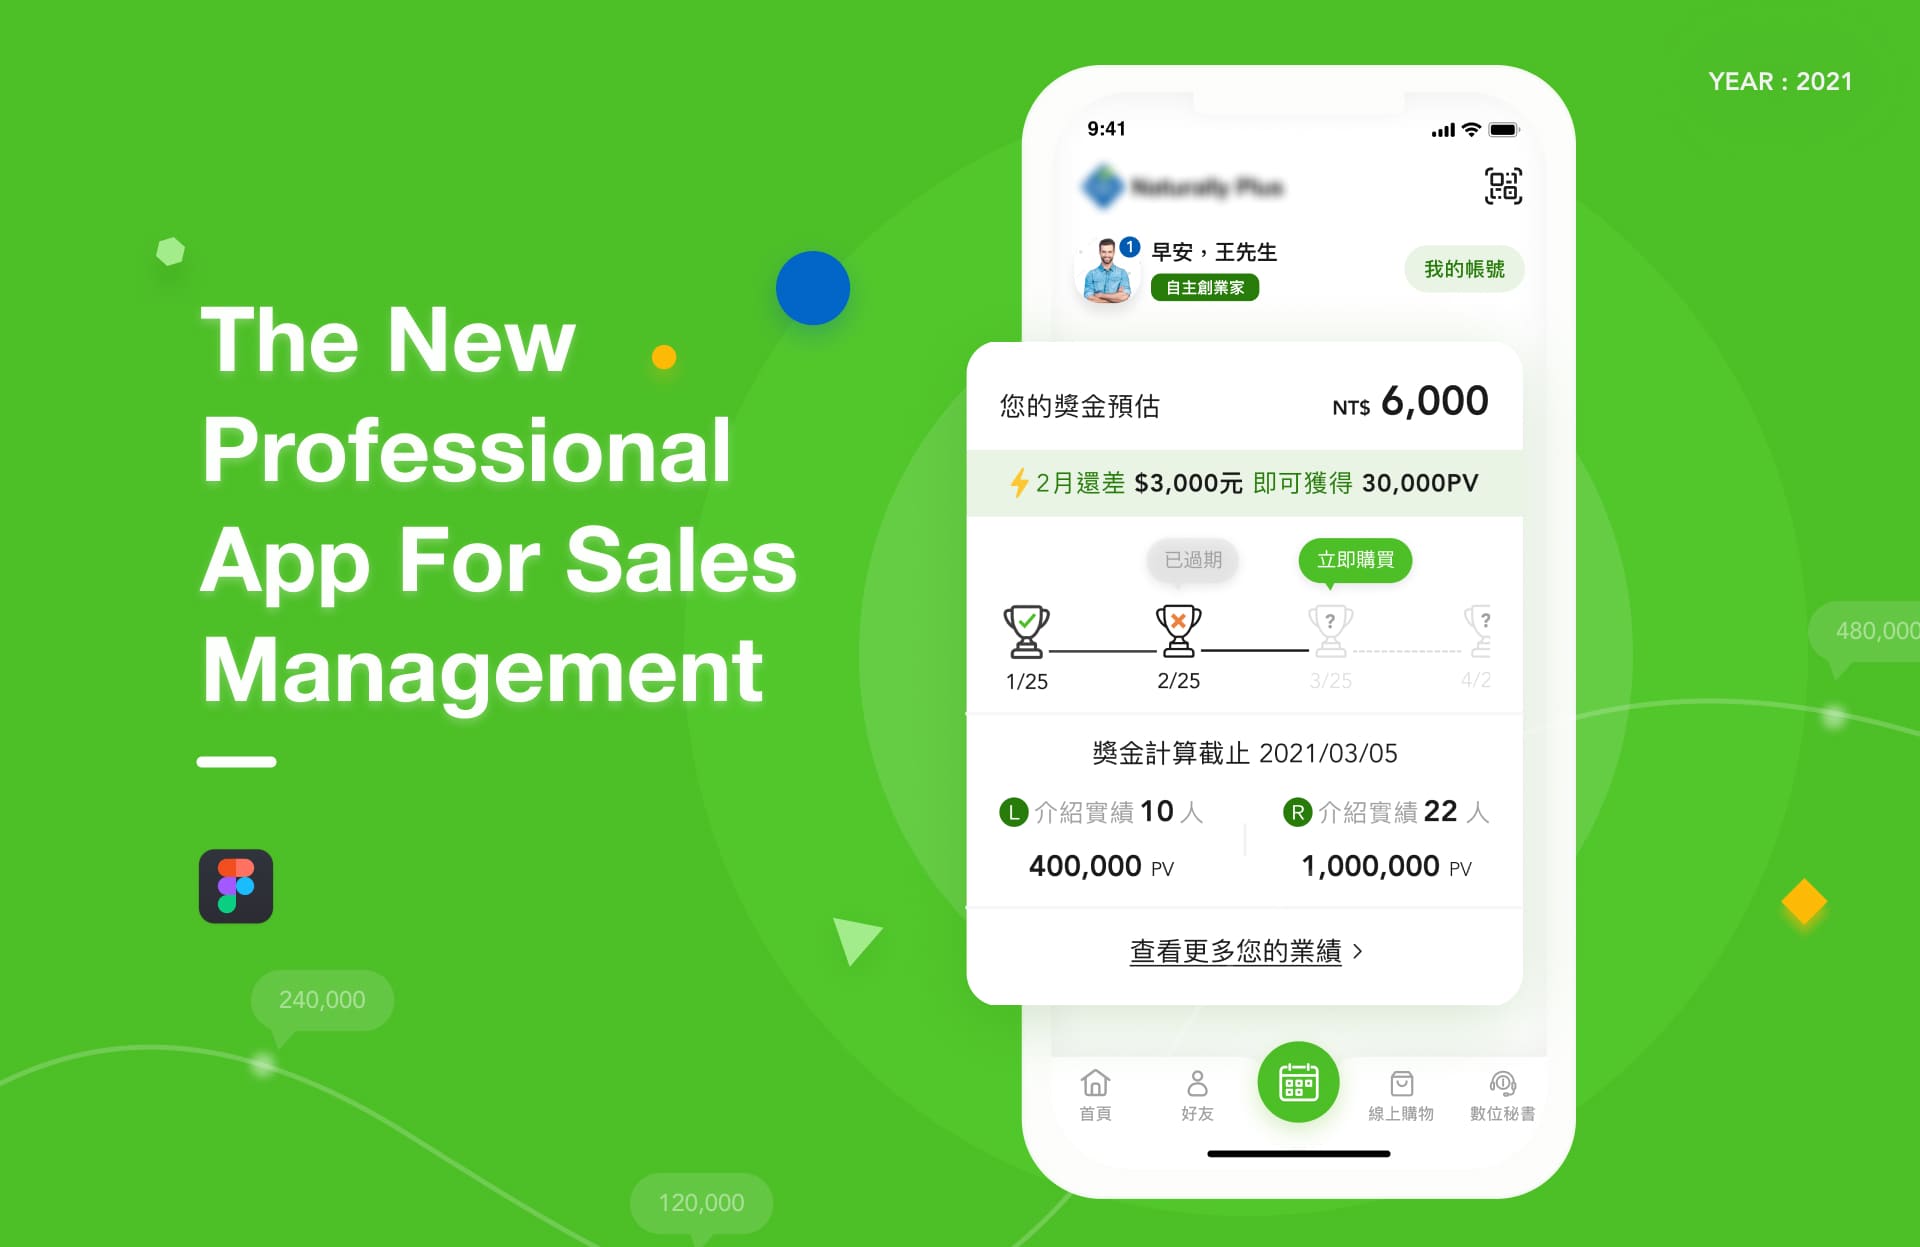 YEAR : 2021
The New
Professional
App For Sales
Management
9:41
Naturally Plus
1
早安，王先生
自主創業家
我的帳號
您的獎金預估 NT$ 6,000
2月還差 $3,000元 即可獲得 30,000PV
已過期 立即購買
? ?
1/25 2/25 3/25 4/2
獎金計算截止 2021/03/05
L 介紹實績 10 人 R 介紹實績 22 人
400,000 PV 1,000,000 PV
查看更多您的業績 >
首頁 好友 線上購物 數位秘書
480,000
240,000
120,000